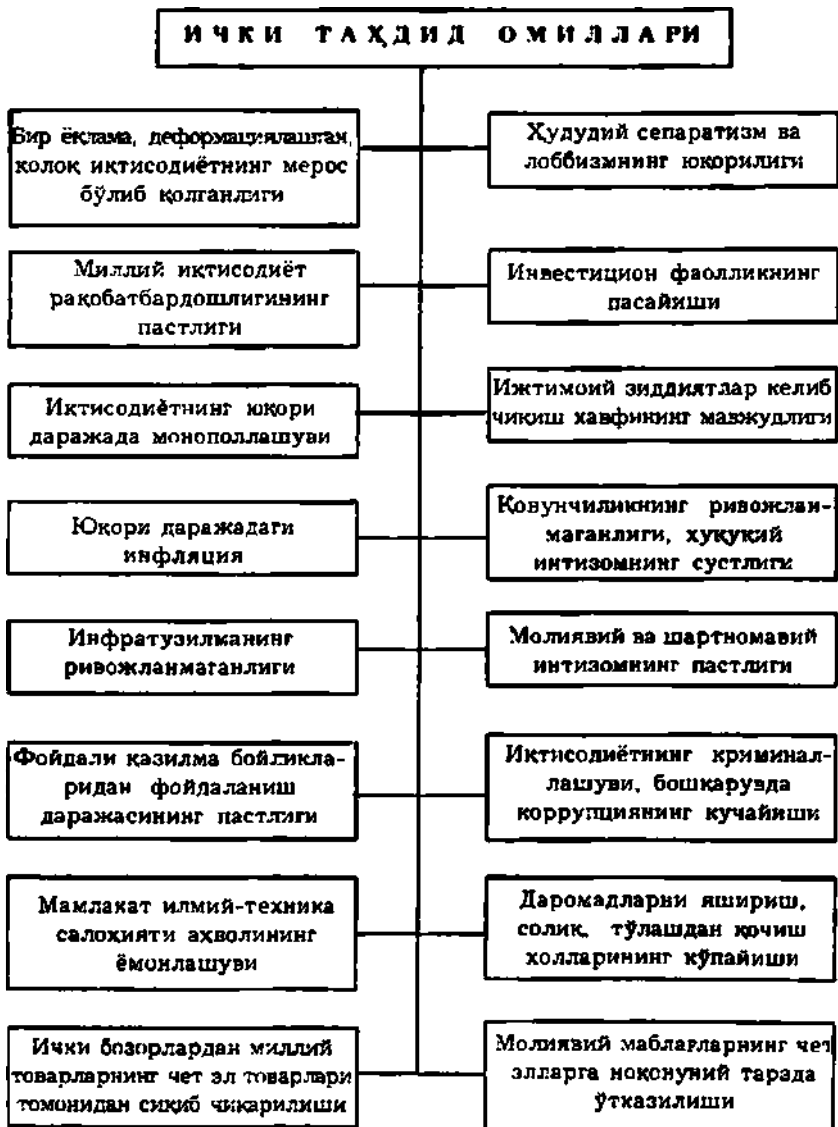 ИЧКИ ТАҲДИД ОМИЛЛАРИ
Бир ёқлама, деформациялашган,
қолоқ иқтисодиётнинг мерос
бўлиб қолганлиги
Ҳудудий сепаратизм ва
лоббизмнинг юқорилиги
Миллий иқтисодиёт
рақобатбардошлигининг
пастлиги
Инвестицион фаолликнинг
пасайиши
Иқтисодиётнинг юқори
даражада монополлашуви
Ижтимоий зиддиятлар келиб
чиқиш хавфининг мавжудлиги
Юқори даражадаги
инфляция
Қонунчиликнинг ривожлан-
маганлиги, ҳуқуқий
интизомнинг сустлиги
Инфратузилманинг
ривожланмаганлиги
Молиявий ва шартномавий
интизомнинг пастлиги
Фойдали қазилма бойликла-
ридан фойдаланиш
даражасининг пастлиги
Иқтисодиётнинг криминал-
лашуви, бошқарувда
коррупциянинг кучайиши
Мамлакат илмий-техника
салоҳияти аҳволининг
ёмонлашуви
Даромадларни яшириш,
солиқ, тўлашдан қочиш
ҳолларининг кўпайиши
Ички бозорлардан миллий
товарларнинг чет эл товарлари
томонидан сиқиб чиқарилиши
Молиявий маблағларнинг чет
элларга ноқонуний тарзда
ўтказилиши